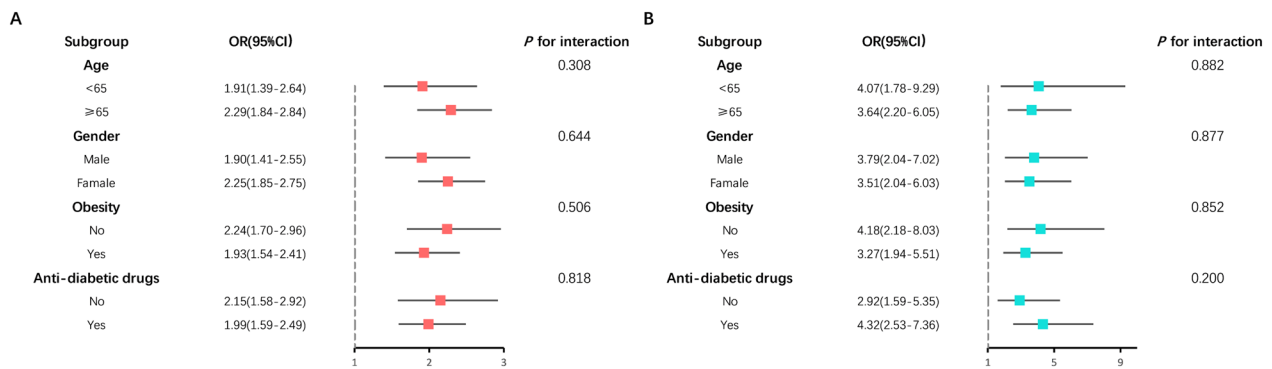 A
Subgroup OR(95%CI) P for interaction
Age 0.308
<65 1.91(1.39-2.64)
≥65 2.29(1.84-2.84)
Gender 0.644
Male 1.90(1.41-2.55)
Famale 2.25(1.85-2.75)
Obesity 0.506
No 2.24(1.70-2.96)
Yes 1.93(1.54-2.41)
Anti-diabetic drugs 0.818
No 2.15(1.58-2.92)
Yes 1.99(1.59-2.49)
1 2 3
B
Subgroup OR(95%CI) P for interaction
Age 0.882
<65 4.07(1.78-9.29)
≥65 3.64(2.20-6.05)
Gender 0.877
Male 3.79(2.04-7.02)
Famale 3.51(2.04-6.03)
Obesity 0.852
No 4.18(2.18-8.03)
Yes 3.27(1.94-5.51)
Anti-diabetic drugs 0.200
No 2.92(1.59-5.35)
Yes 4.32(2.53-7.36)
1 5 9